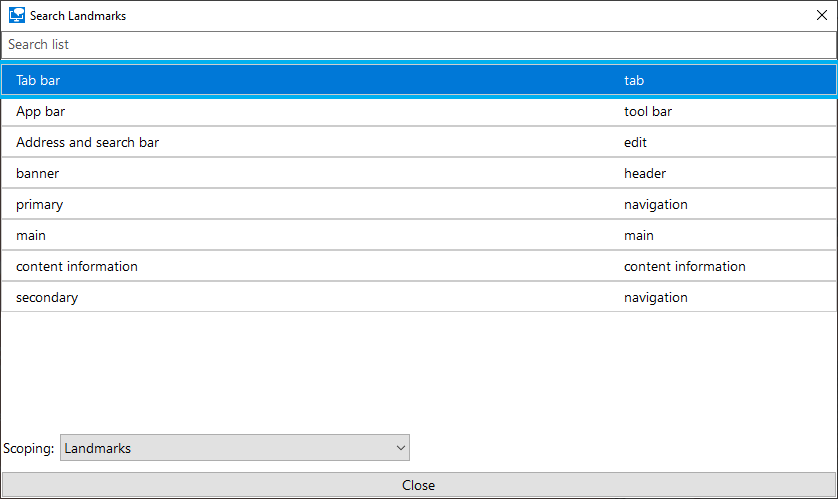 Search Landmarks
Search list
Tab bar tab
App bar tool bar
Address and search bar edit
banner header
primary navigation
main main
content information content information
secondary navigation
Scoping: Landmarks
Close